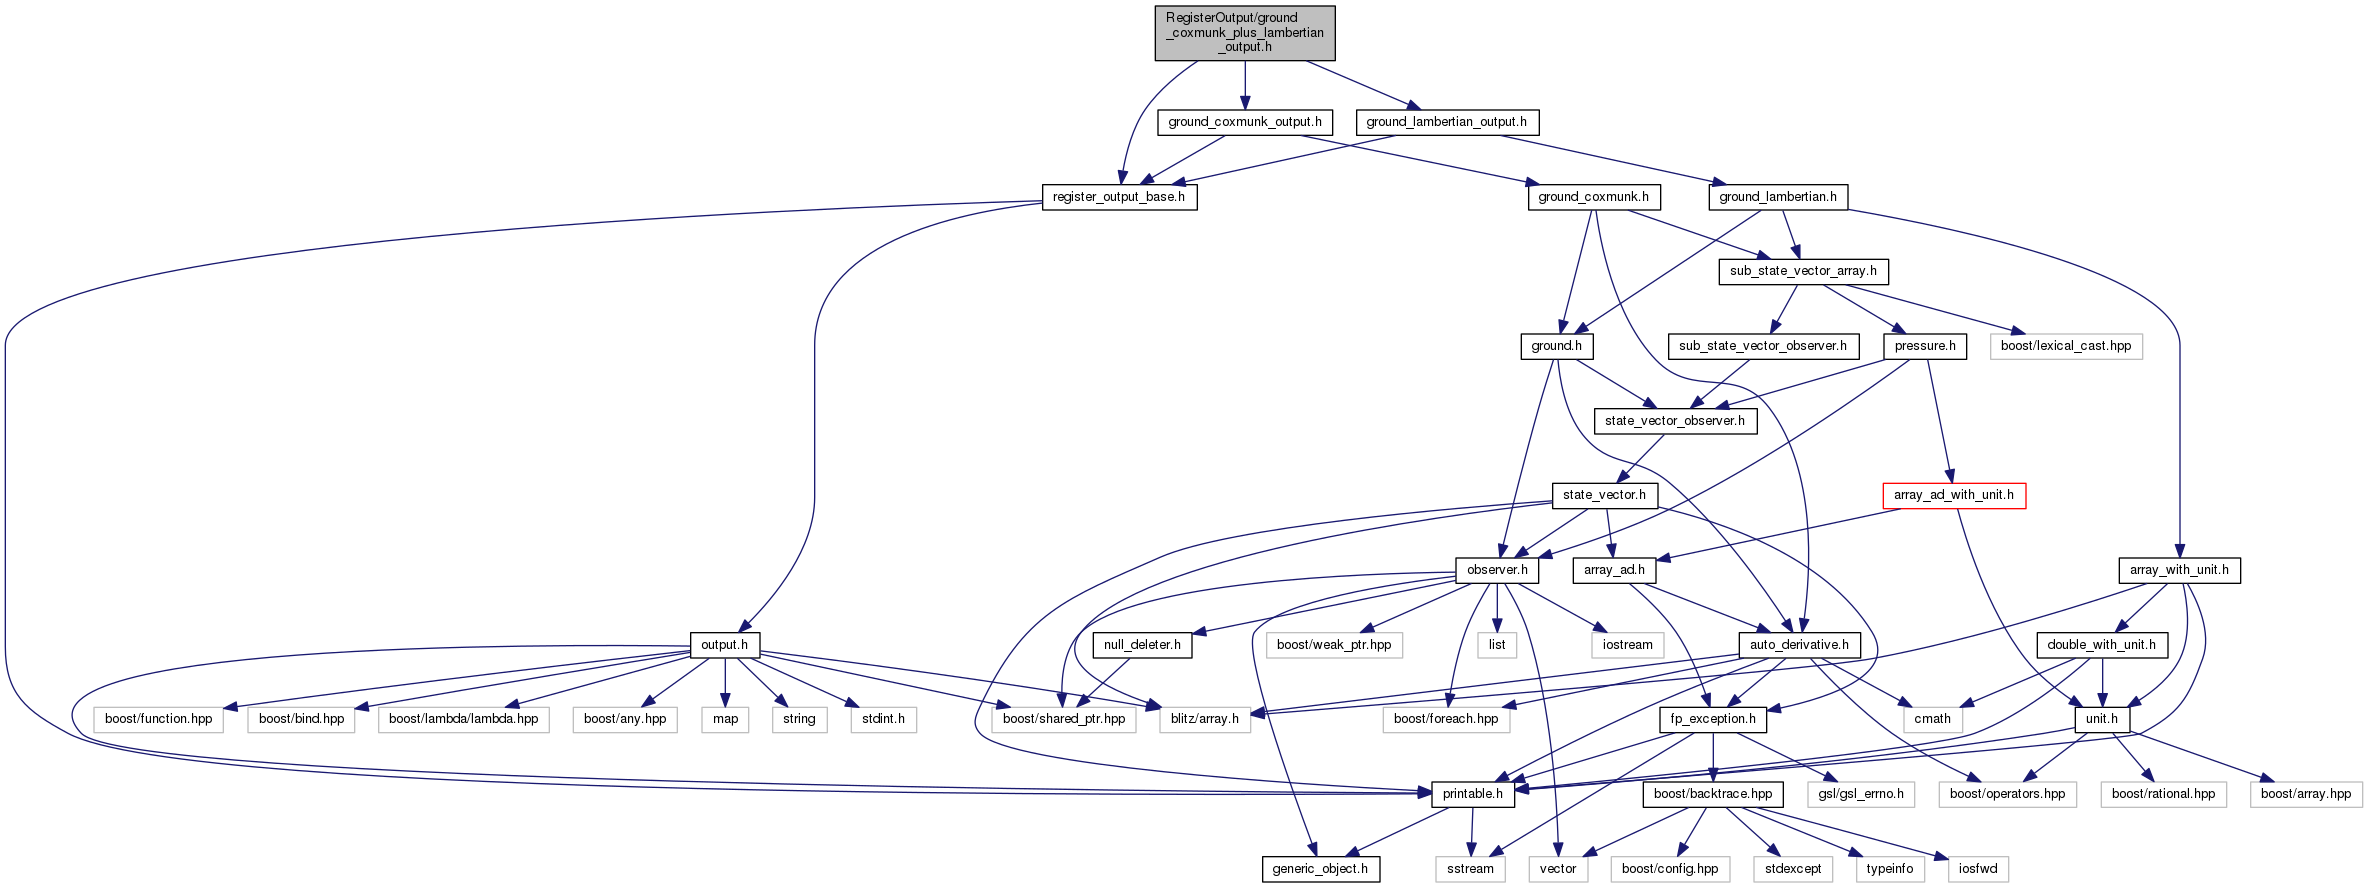 RegisterOutput/ground
_coxmunk_plus_lambertian
_output.h
ground_coxmunk_output.h
ground_lambertian_output.h
register_output_base.h
ground_coxmunk.h
ground_lambertian.h
sub_state_vector_array.h
ground.h
sub_state_vector_observer.h
pressure.h
boost/lexical_cast.hpp
state_vector_observer.h
state_vector.h
array_ad_with_unit.h
observer.h
array_ad.h
array_with_unit.h
output.h
null_deleter.h
boost/weak_ptr.hpp
list
iostream
auto_derivative.h
double_with_unit.h
boost/function.hpp
boost/bind.hpp
boost/lambda/lambda.hpp
boost/any.hpp
map
string
stdint.h
boost/shared_ptr.hpp
blitz/array.h
boost/foreach.hpp
fp_exception.h
cmath
unit.h
printable.h
boost/backtrace.hpp
gsl/gsl_errno.h
boost/operators.hpp
boost/rational.hpp
boost/array.hpp
generic_object.h
sstream
vector
boost/config.hpp
stdexcept
typeinfo
iosfwd